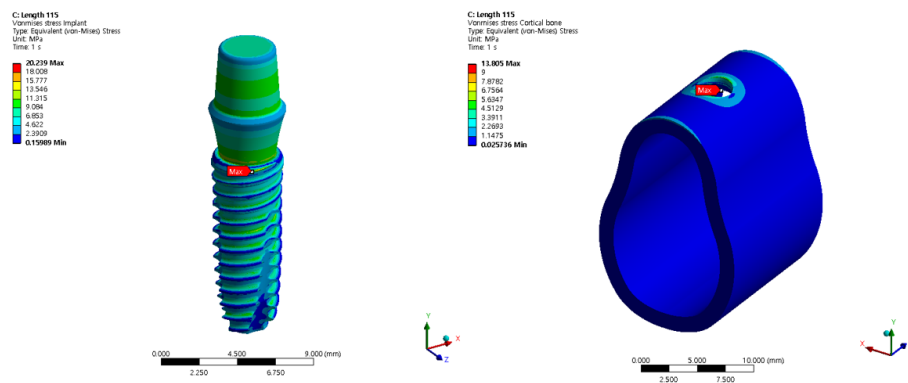 C: Length 115
Vonmises stress Implant
Type: Equivalent (von-Mises) Stress
Unit: MPa
Time: 1 s
20.239 Max
18.008
15.777
13.546
11.315
9.084
6.853
4.622
2.3909
0.15989 Min
Max
0.000
4.500
9.000 (mm)
2.250
6.750
Y
X
Z
C: Length 115
Vonmises stress Cortical bone
Type: Equivalent (von-Mises) Stress
Unit: MPa
Time: 1 s
13.805 Max
9
7.8782
6.7564
5.6347
4.5129
3.3911
2.2693
1.1475
0.025736 Min
Max
0.000
5.000
10.000 (mm)
2.500
7.500
Y
X